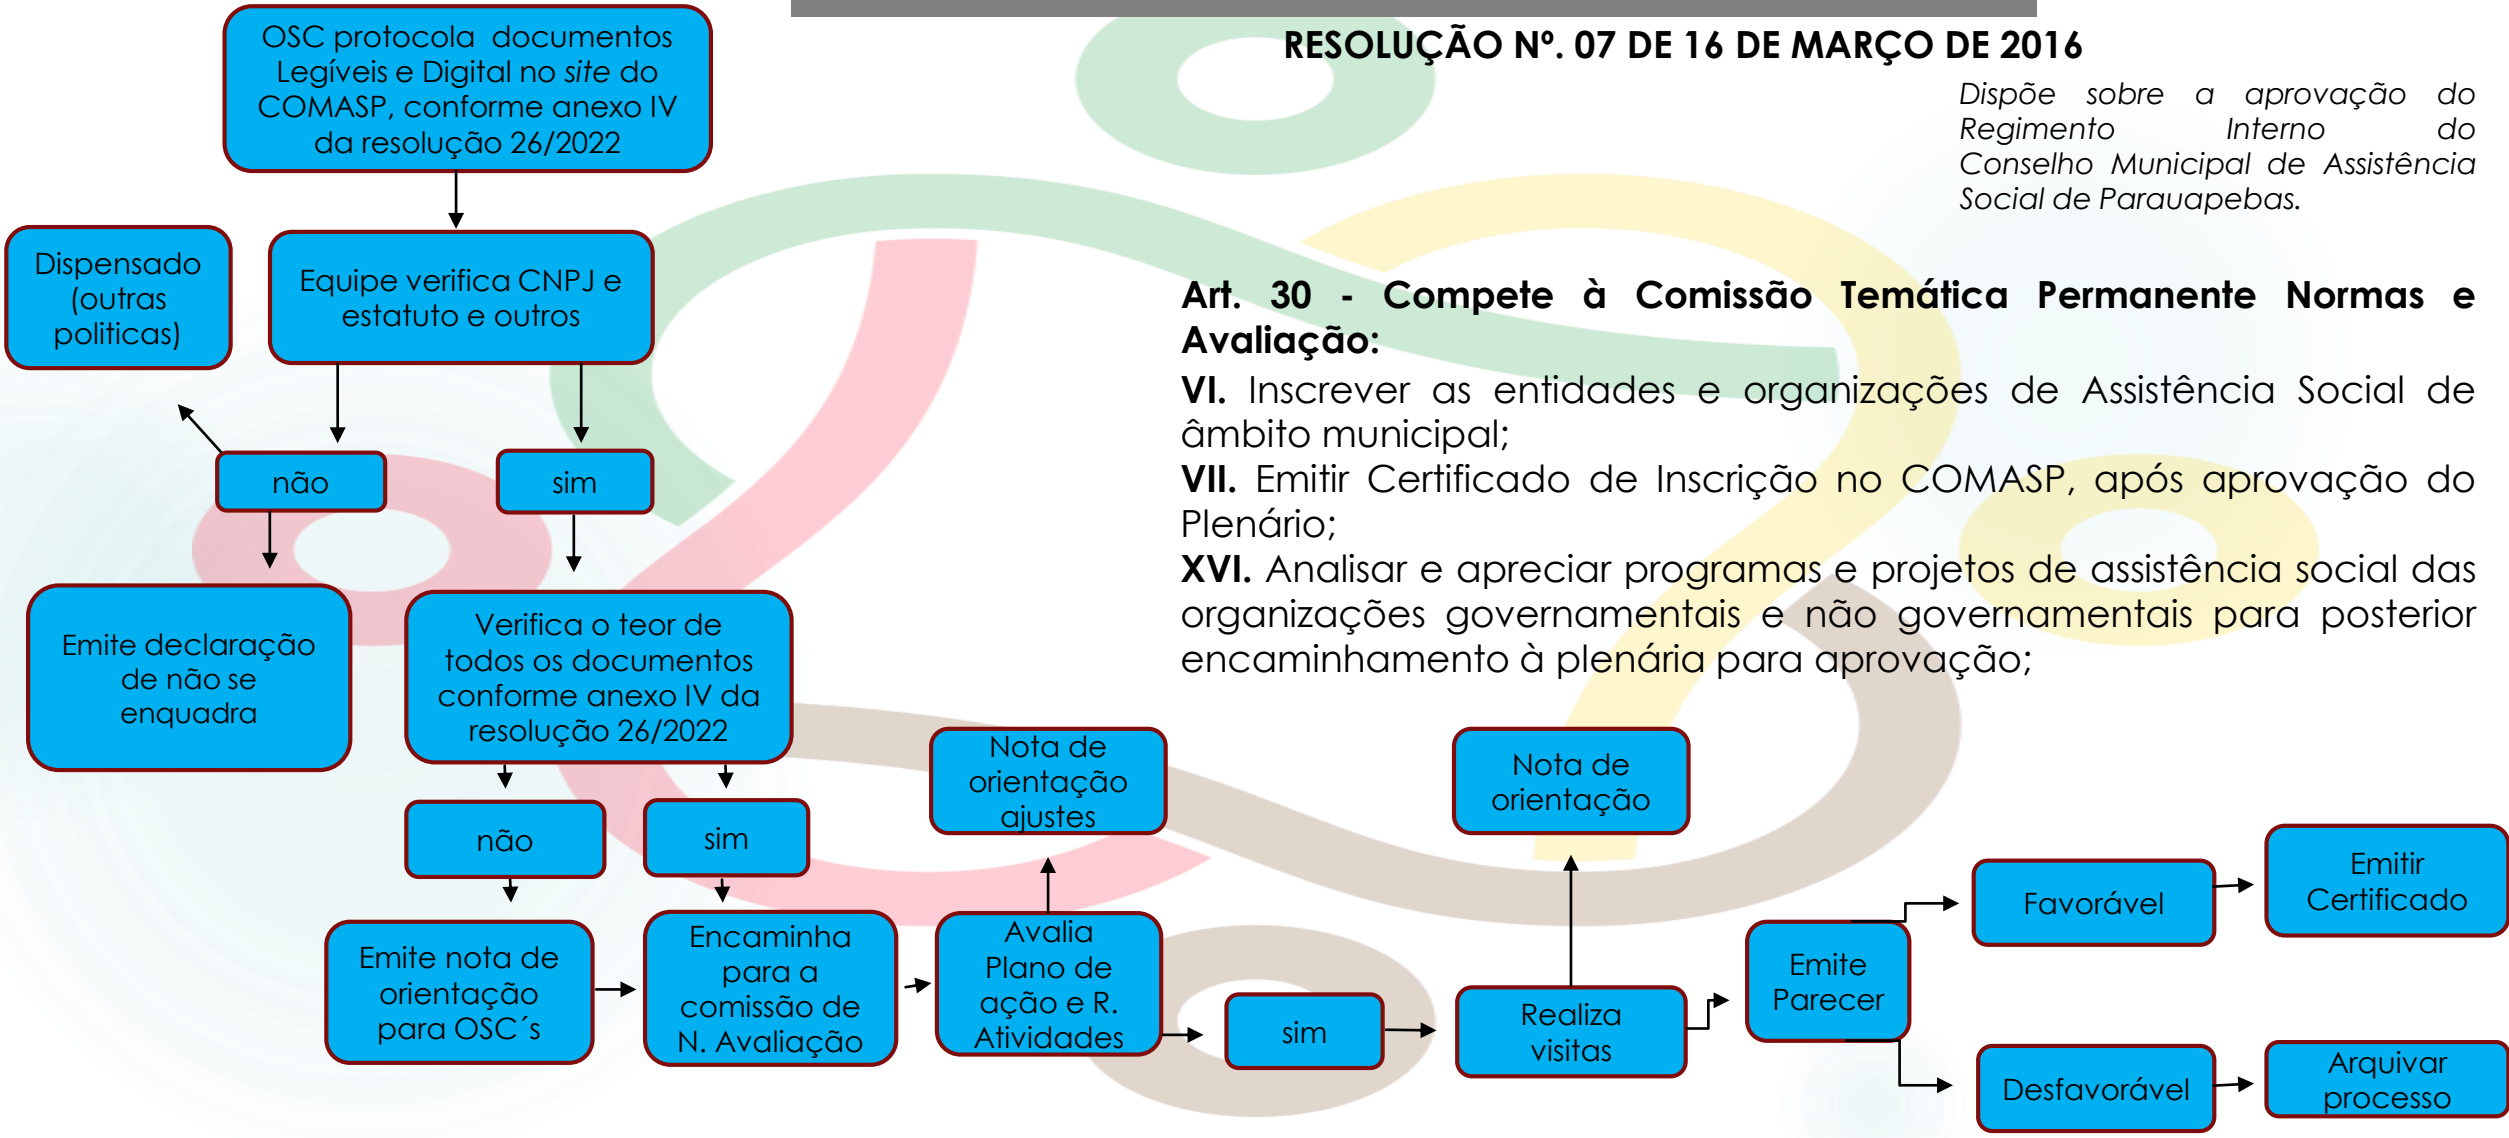 OSC protocola documentos
Legíveis e Digital no site do
COMASP, conforme anexo IV
da resolução 26/2022
RESOLUÇÃO Nº. 07 DE 16 DE MARÇO DE 2016
Dispõe sobre a aprovação do
Regimento Interno do
Conselho Municipal de Assistência
Social de Parauapebas.
Dispensado
(outras
politicas)
Equipe verifica CNPJ e
estatuto e outros
Art. 30 - Compete à Comissão Temática Permanente Normas e
Avaliação:
VI. Inscrever as entidades e organizações de Assistência Social de
âmbito municipal;
VII. Emitir Certificado de Inscrição no COMASP, após aprovação do
Plenário;
XVI. Analisar e apreciar programas e projetos de assistência social das
organizações governamentais e não governamentais para posterior
encaminhamento à plenária para aprovação;
não
sim
Emite declaração
de não se
enquadra
Verifica o teor de
todos os documentos
conforme anexo IV da
resolução 26/2022
não
sim
Nota de
orientação
ajustes
Nota de
orientação
Emite nota de
orientação
para OSC´s
Encaminha
para a
comissão de
N. Avaliação
Avalia
Plano de
ação e R.
Atividades
sim
Realiza
visitas
Emite
Parecer
Favorável
Emitir
Certificado
Desfavorável
Arquivar
processo